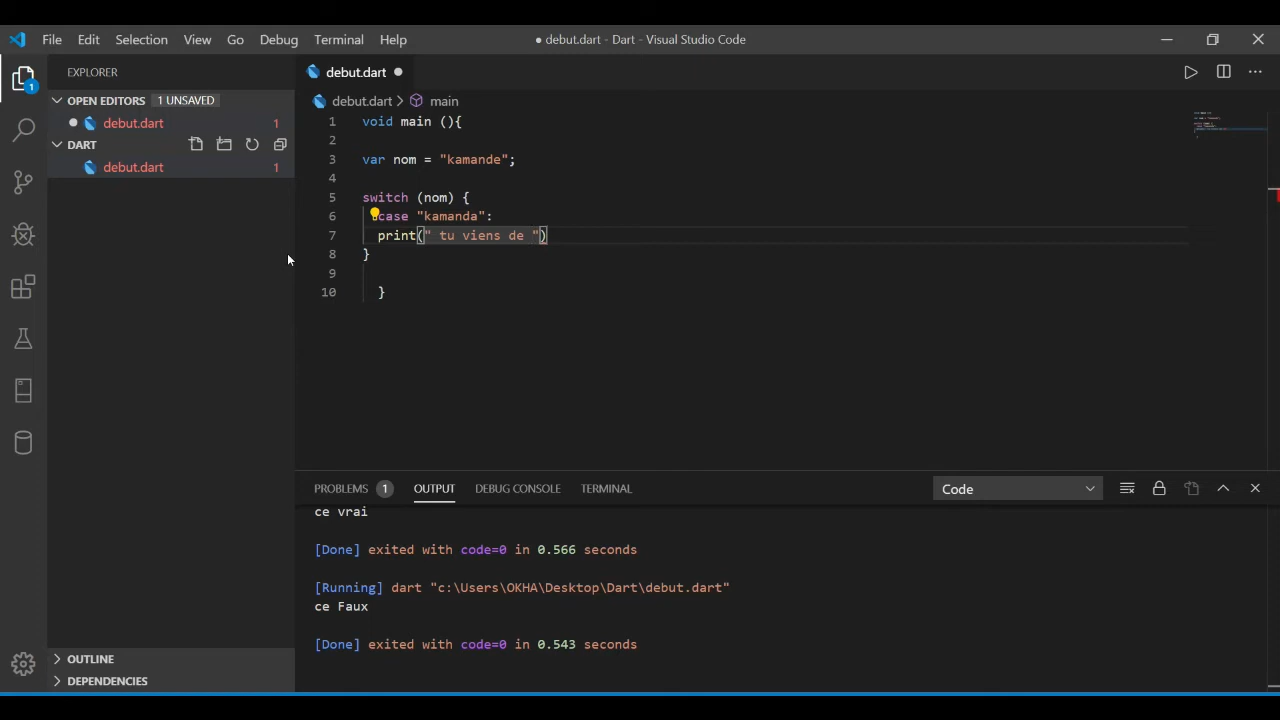 File Edit Selection View Go Debug Terminal Help ● debut.dart - Dart - Visual Studio Code
EXPLORER
OPEN EDITORS 1 UNSAVED
debut.dart 1
DART
debut.dart 1
OUTLINE
DEPENDENCIES
1
debut.dart
debut.dart > main
1 void main (){
2
3 var nom = "kamande";
4
5 switch (nom) {
6 case "kamanda":
7 print(" tu viens de ")
8 }
9
10 }
PROBLEMS 1 OUTPUT DEBUG CONSOLE TERMINAL Code
ce vrai
[Done] exited with code=0 in 0.566 seconds
[Running] dart "c:\Users\OKHA\Desktop\Dart\debut.dart"
ce Faux
[Done] exited with code=0 in 0.543 seconds